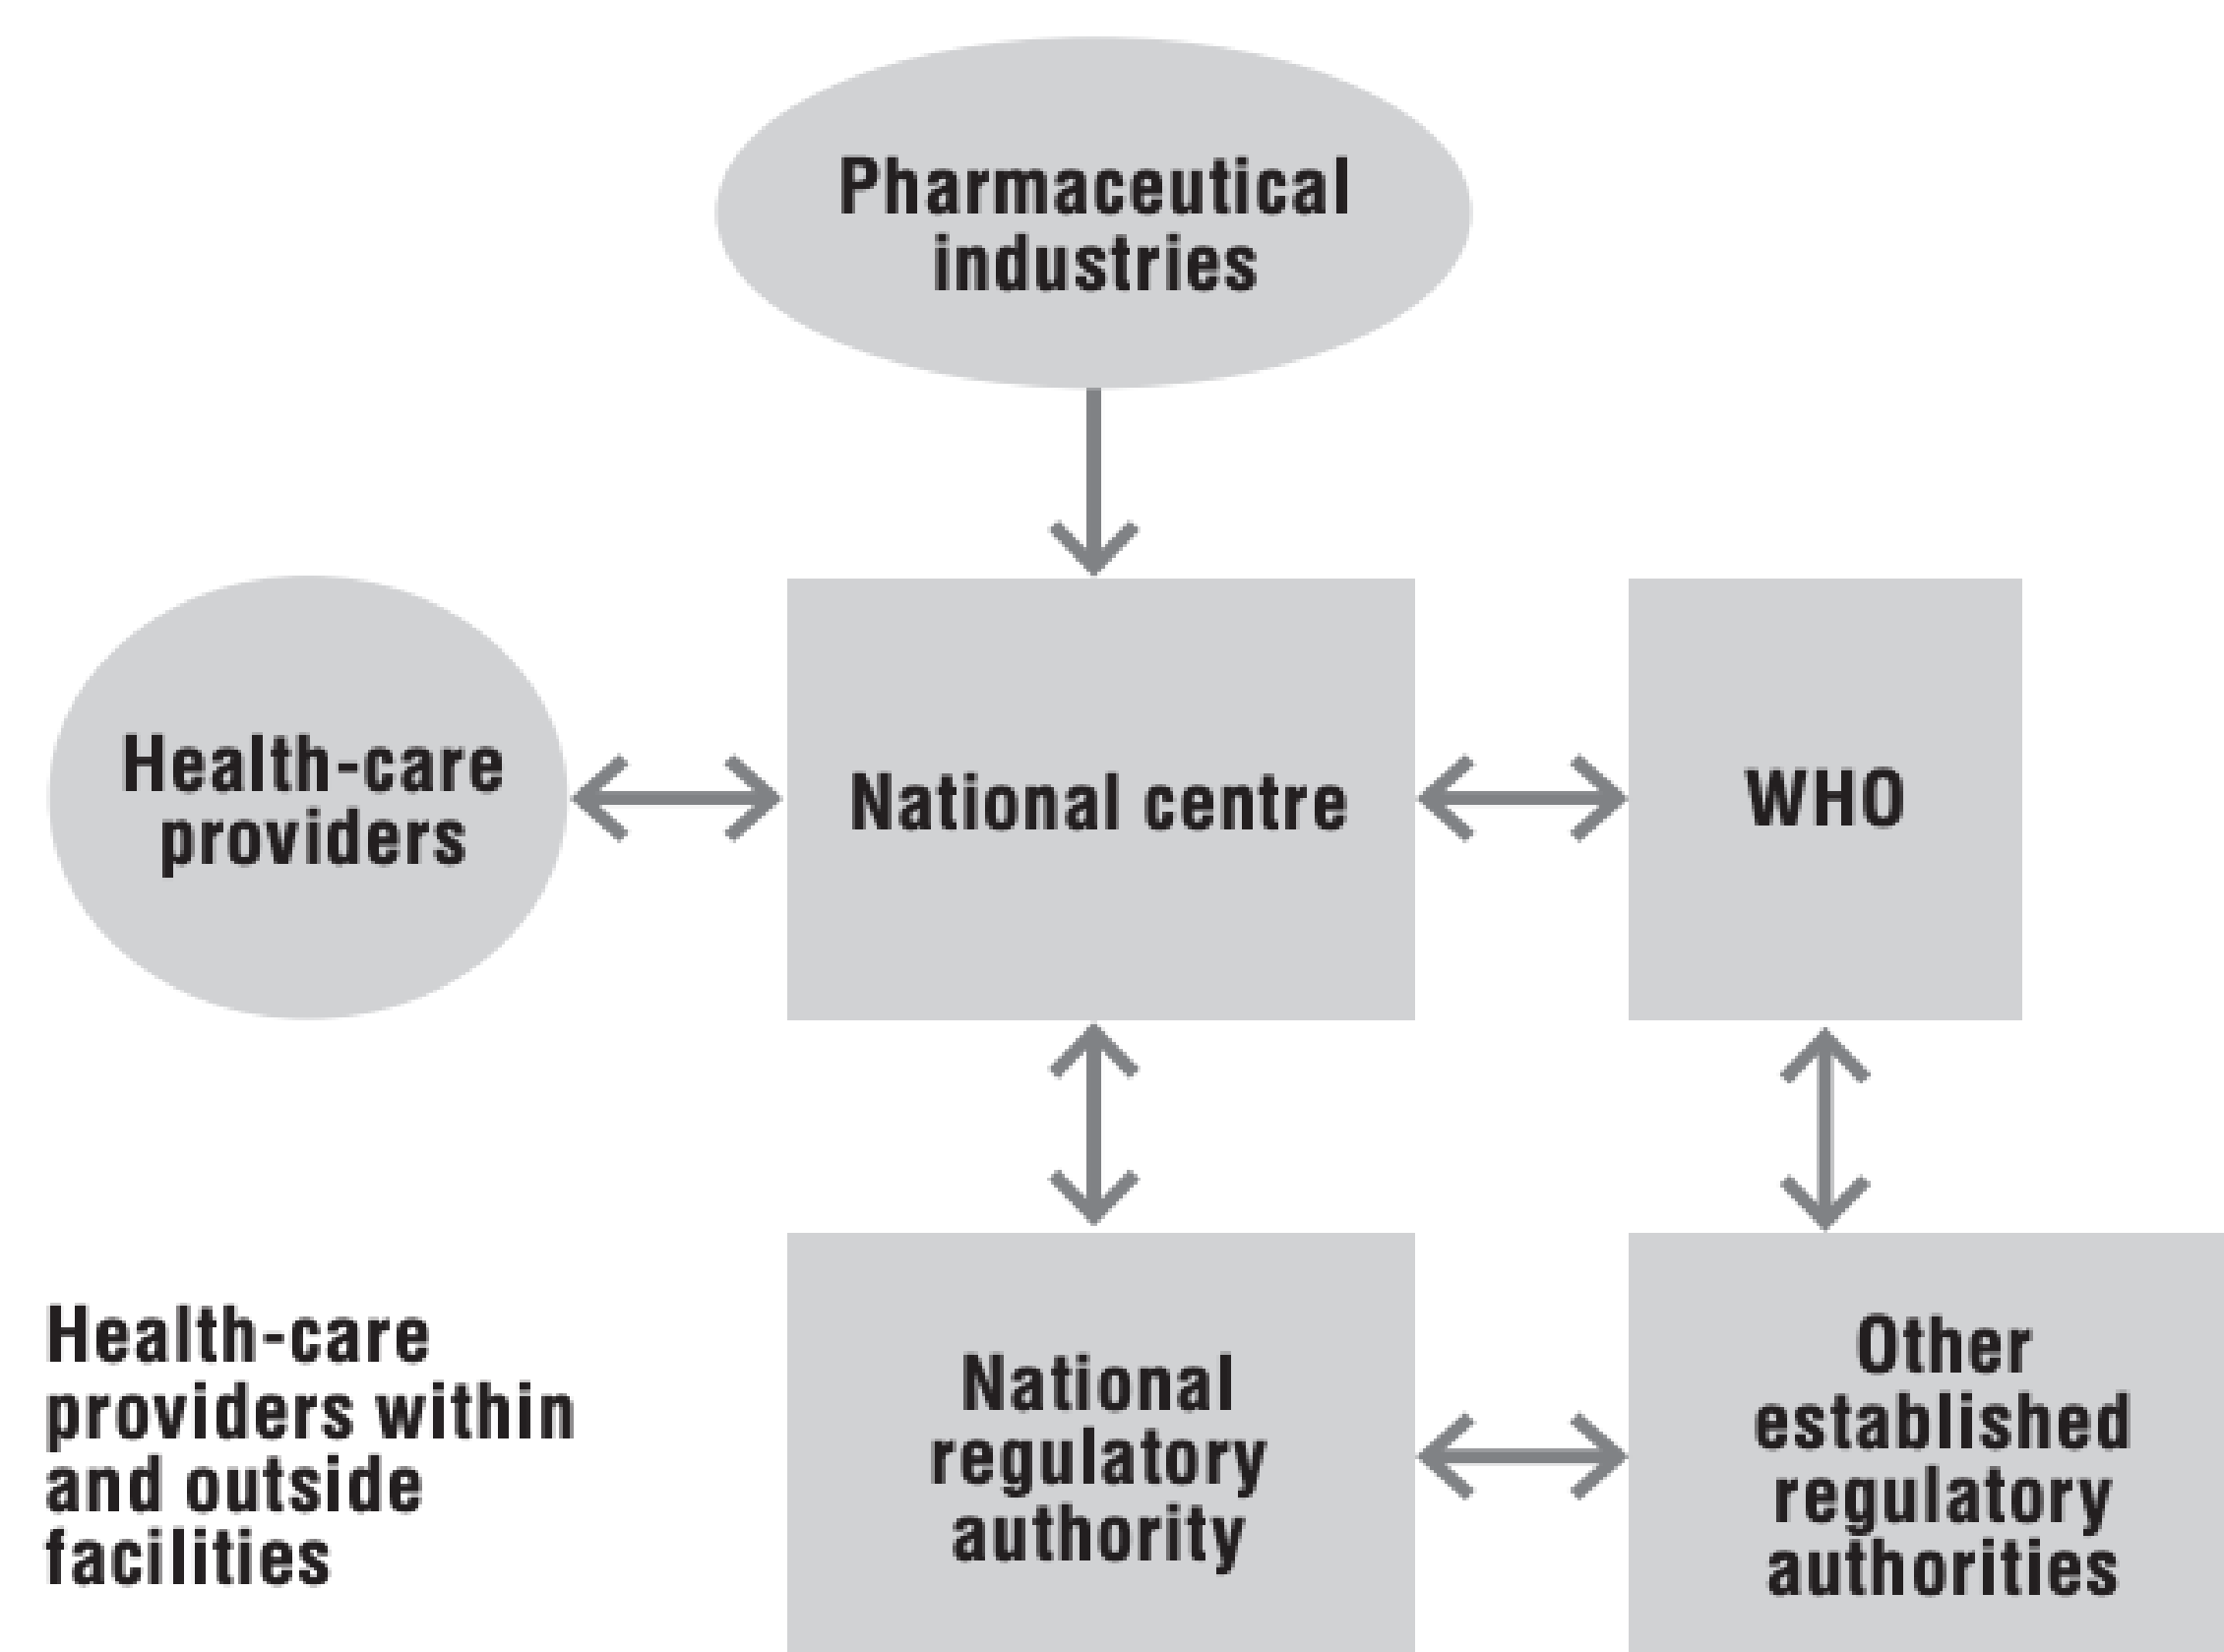 Pharmaceutical
industries
Health-care
providers
National centre
WHO
Health-care
providers within
and outside
facilities
National
regulatory
authority
Other
established
regulatory
authorities